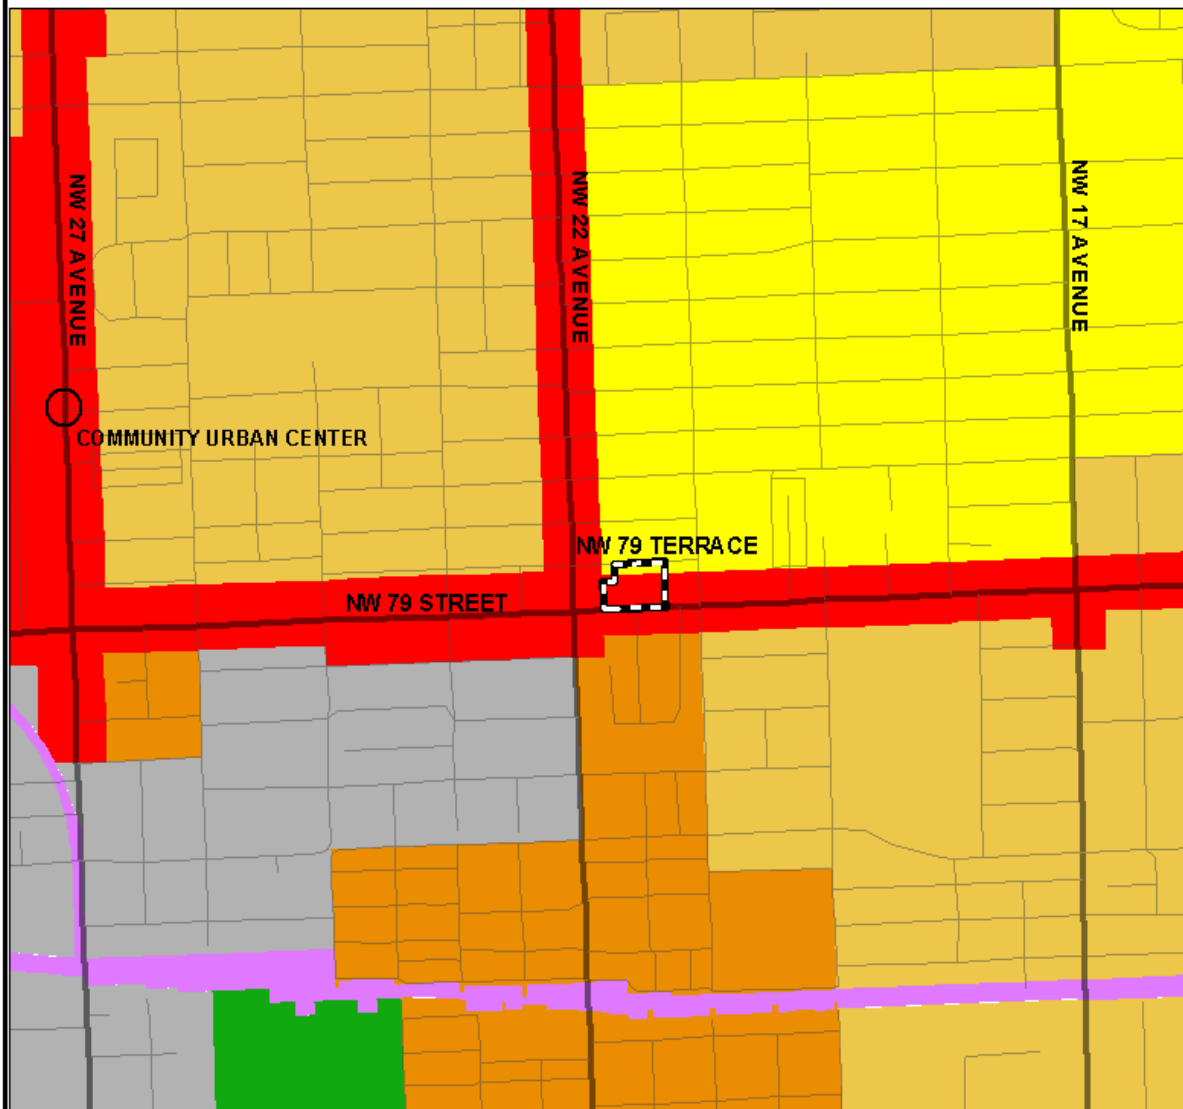 NW 27 AVENUE
NW 22 AVENUE
NW 17 AVENUE
COMMUNITY URBAN CENTER
NW 79 TERRACE
NW 79 STREET